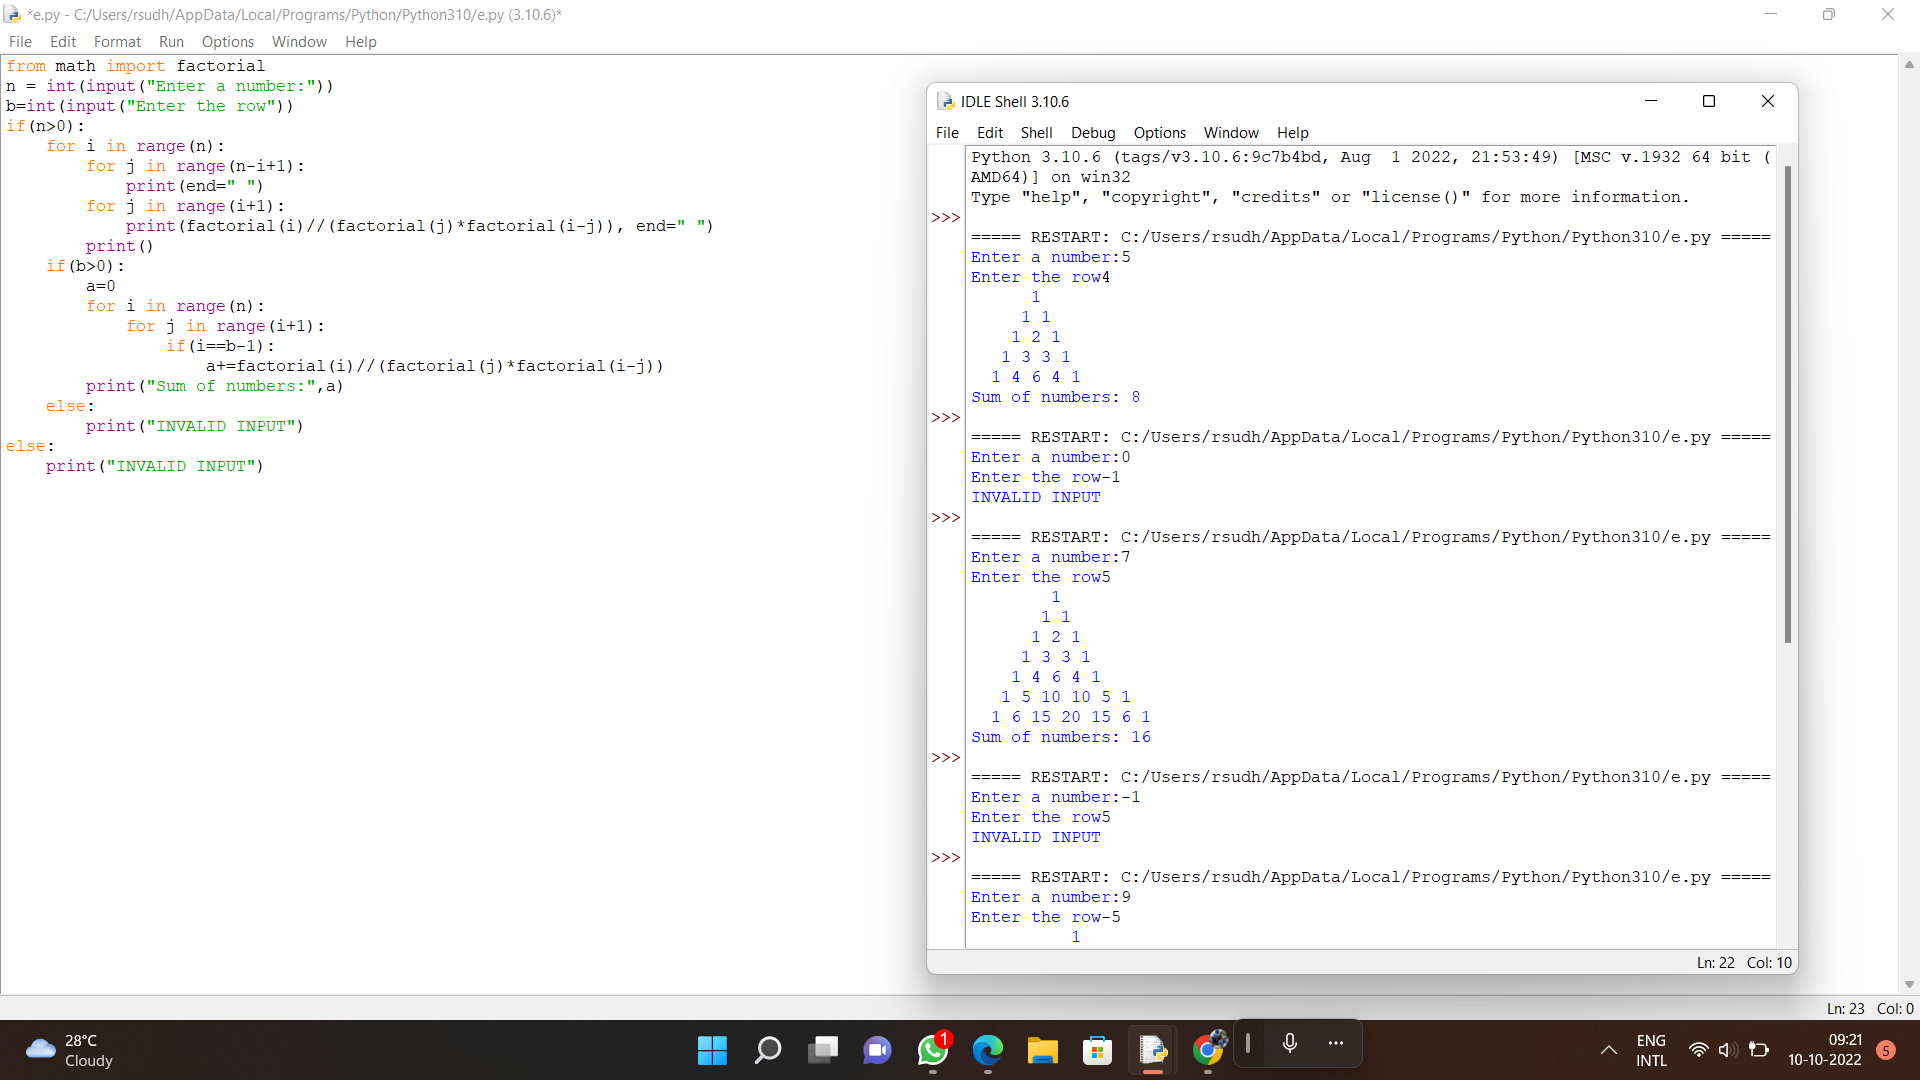 *e.py - C:/Users/rsudh/AppData/Local/Programs/Python/Python310/e.py (3.10.6)*
File Edit Format Run Options Window Help
from math import factorial
n = int(input("Enter a number:"))
b=int(input("Enter the row"))
if(n>0):
    for i in range(n):
        for j in range(n-i+1):
            print(end=" ")
        for j in range(i+1):
            print(factorial(i)//(factorial(j)*factorial(i-j)), end=" ")
        print()
    if(b>0):
        a=0
        for i in range(n):
            for j in range(i+1):
                if(i==b-1):
                    a+=factorial(i)//(factorial(j)*factorial(i-j))
        print("Sum of numbers:",a)
    else:
        print("INVALID INPUT")
else:
    print("INVALID INPUT")
IDLE Shell 3.10.6
File Edit Shell Debug Options Window Help
Python 3.10.6 (tags/v3.10.6:9c7b4bd, Aug  1 2022, 21:53:49) [MSC v.1932 64 bit (
AMD64)] on win32
Type "help", "copyright", "credits" or "license()" for more information.
>>>
===== RESTART: C:/Users/rsudh/AppData/Local/Programs/Python/Python310/e.py =====
Enter a number:5
Enter the row4
      1
     1 1
    1 2 1
   1 3 3 1
  1 4 6 4 1
Sum of numbers: 8
>>>
===== RESTART: C:/Users/rsudh/AppData/Local/Programs/Python/Python310/e.py =====
Enter a number:0
Enter the row-1
INVALID INPUT
>>>
===== RESTART: C:/Users/rsudh/AppData/Local/Programs/Python/Python310/e.py =====
Enter a number:7
Enter the row5
        1
       1 1
      1 2 1
     1 3 3 1
    1 4 6 4 1
   1 5 10 10 5 1
  1 6 15 20 15 6 1
Sum of numbers: 16
>>>
===== RESTART: C:/Users/rsudh/AppData/Local/Programs/Python/Python310/e.py =====
Enter a number:-1
Enter the row5
INVALID INPUT
>>>
===== RESTART: C:/Users/rsudh/AppData/Local/Programs/Python/Python310/e.py =====
Enter a number:9
Enter the row-5
          1
Ln: 22 Col: 10
Ln: 23 Col: 0
28°C
Cloudy
1
ENG
INTL
09:21
10-10-2022
5